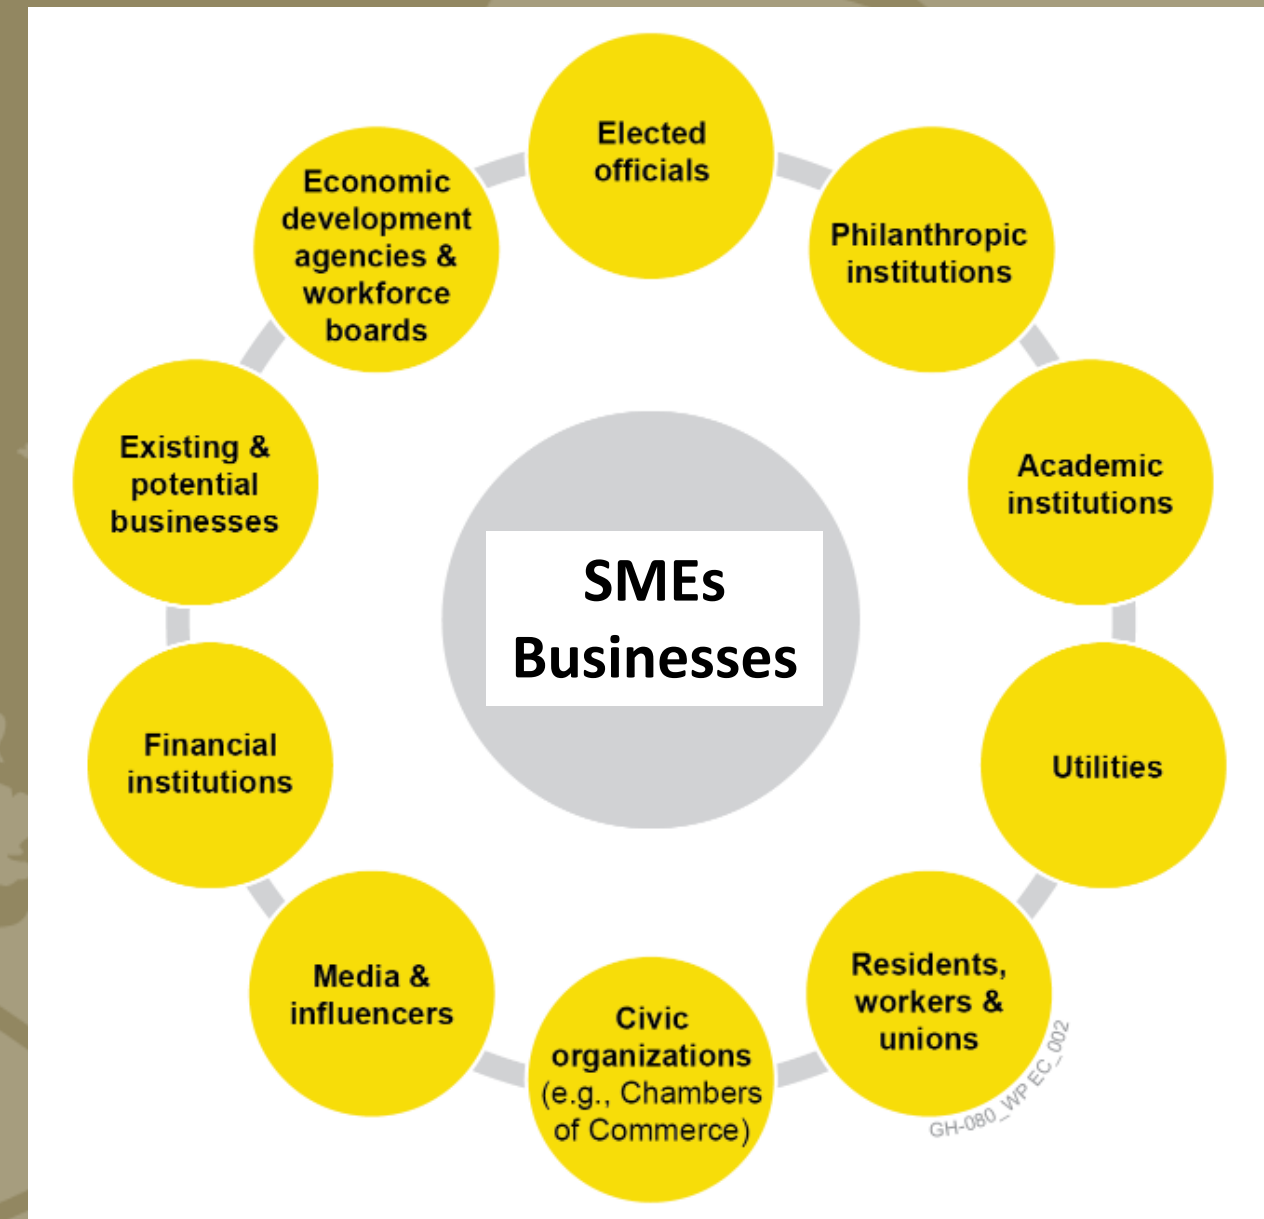 Elected
officials
Philanthropic
institutions
Academic
institutions
Utilities
Residents,
workers &
unions
Civic
organizations
(e.g., Chambers
of Commerce)
Media &
influencers
Financial
institutions
Existing &
potential
businesses
Economic
development
agencies &
workforce
boards
SMEs
Businesses
GH-080_WP EC_002